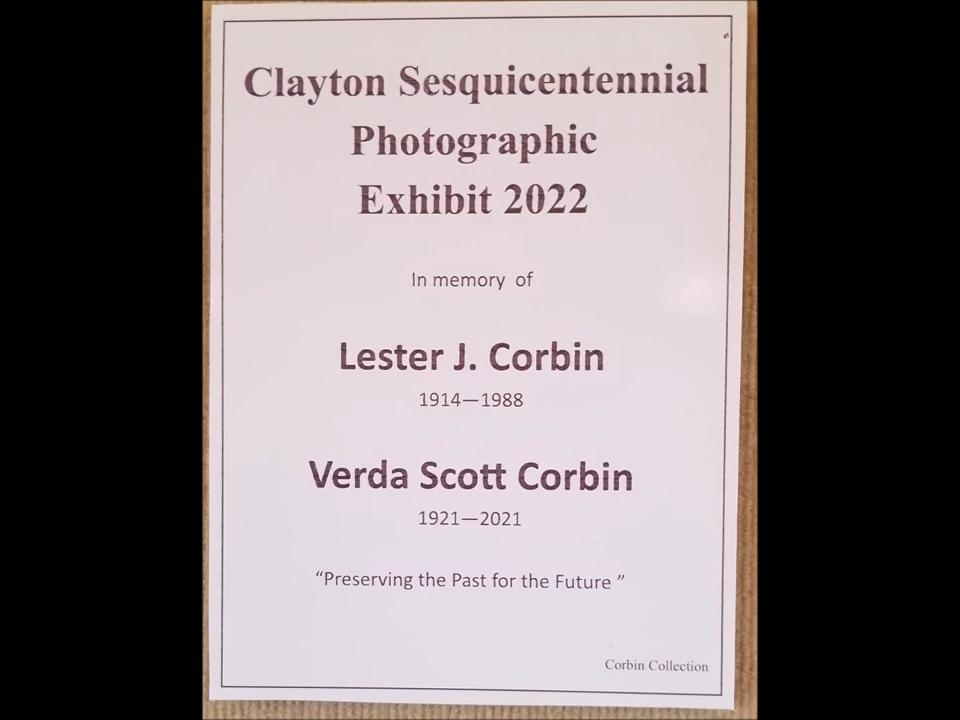 Clayton Sesquicentennial
Photographic
Exhibit 2022
In memory of
Lester J. Corbin
1914—1988
Verda Scott Corbin
1921—2021
“Preserving the Past for the Future ”
Corbin Collection